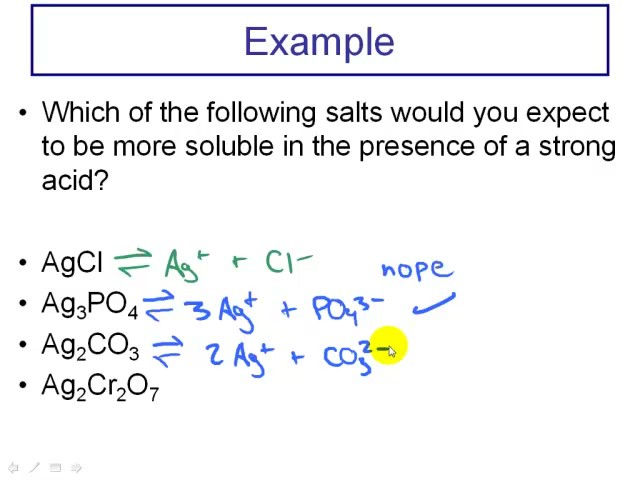 Example
• Which of the following salts would you expect
to be more soluble in the presence of a strong
acid?
• AgCl ⇌ Ag⁺ + Cl⁻
nope
• Ag₃PO₄ ⇌ 3 Ag⁺ + PO₄³⁻ ✓
• Ag₂CO₃ ⇌ 2 Ag⁺ + CO₃²⁻
• Ag₂Cr₂O₇